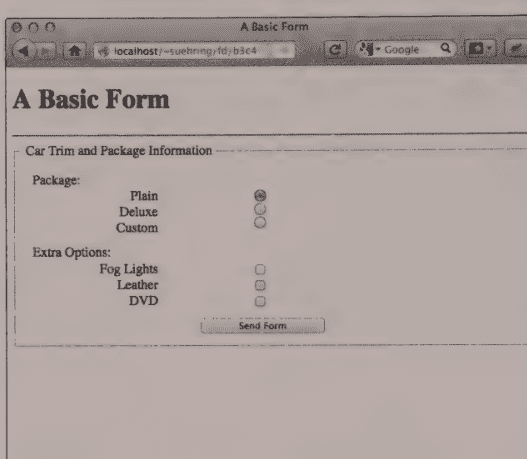 A Basic Form
localhost/~suehring/fd/b3c4
Google
A Basic Form
Car Trim and Package Information
Package:
Plain
Deluxe
Custom
Extra Options:
Fog Lights
Leather
DVD
Send Form